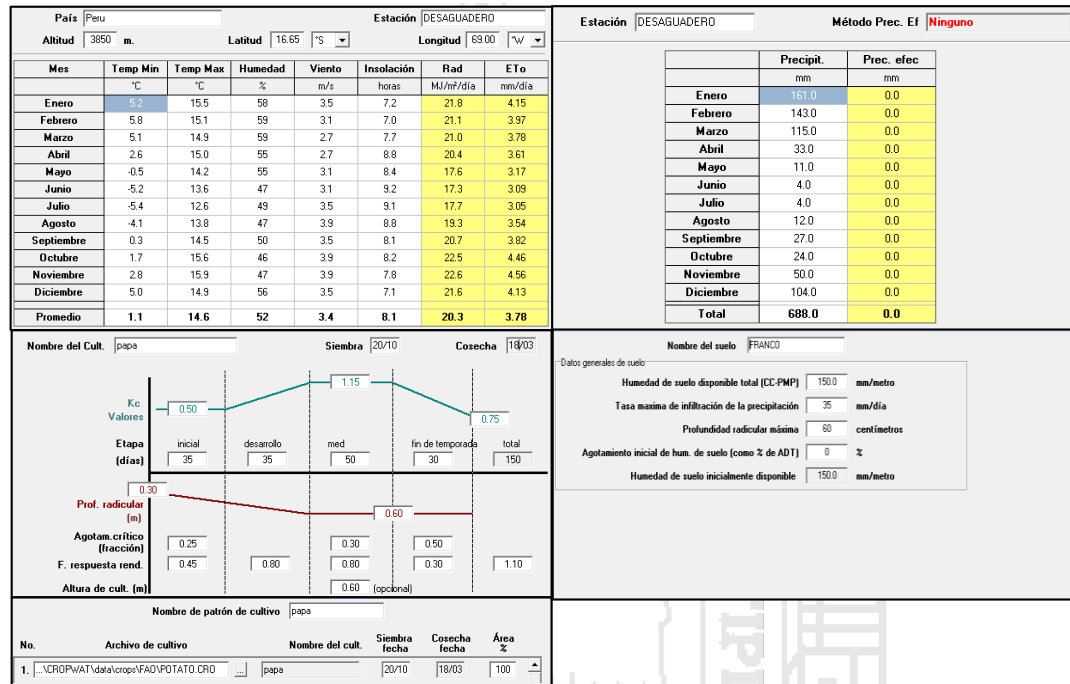 País Peru Estación DESAGUADERO
Altitud 3850 m. Latitud 16.65 °S Longitud 69.00 °W
Mes Temp Min Temp Max Humedad Viento Insolación Rad ETo
°C °C % m/s horas MJ/m²/día mm/día
Enero 5.2 15.5 58 3.5 7.2 21.8 4.15
Febrero 5.8 15.1 59 3.1 7.0 21.1 3.97
Marzo 5.1 14.9 59 2.7 7.7 21.0 3.78
Abril 2.6 15.0 55 2.7 8.8 20.4 3.61
Mayo -0.5 14.2 55 3.1 8.4 17.6 3.17
Junio -5.2 13.6 47 3.1 9.2 17.3 3.09
Julio -5.4 12.6 49 3.5 9.1 17.7 3.05
Agosto -4.1 13.8 47 3.9 8.8 19.3 3.54
Septiembre 0.3 14.5 50 3.5 8.1 20.7 3.82
Octubre 1.7 15.6 46 3.9 8.2 22.5 4.46
Noviembre 2.8 15.9 47 3.9 7.8 22.6 4.56
Diciembre 5.0 14.9 56 3.5 7.1 21.6 4.13
Promedio 1.1 14.6 52 3.4 8.1 20.3 3.78
Estación DESAGUADERO Método Prec. Ef Ninguno
Precipit. Prec. efec
mm mm
Enero 161.0 0.0
Febrero 143.0 0.0
Marzo 115.0 0.0
Abril 33.0 0.0
Mayo 11.0 0.0
Junio 4.0 0.0
Julio 4.0 0.0
Agosto 12.0 0.0
Septiembre 27.0 0.0
Octubre 24.0 0.0
Noviembre 50.0 0.0
Diciembre 104.0 0.0
Total 688.0 0.0
Nombre del Cult. papa Siembra 20/10 Cosecha 18/03
1.15
Kc 0.50
Valores 0.75
Etapa inicial desarrollo med fin de temporada total
(días) 35 35 50 30 150
0.30
Prof. radicular 0.60
(m)
Agotam.crítico
(fracción) 0.25 0.30 0.50
F. respuesta rend. 0.45 0.80 0.80 0.30 1.10
Altura de cult. (m) 0.60 (opcional)
Nombre del suelo FRANCO
Datos generales de suelo
Humedad de suelo disponible total (CC-PMP) 150.0 mm/metro
Tasa maxima de infiltración de la precipitación 35 mm/día
Profundidad radicular máxima 60 centímetros
Agotamiento inicial de hum. de suelo (como % de ADT) 0 %
Humedad de suelo inicialmente disponible 150.0 mm/metro
Nombre de patrón de cultivo papa
No. Archivo de cultivo Nombre del cult. Siembra fecha Cosecha fecha Área %
1. ...\CROPWAT\data\crops\FAO\POTATO.CRO ... papa 20/10 18/03 100